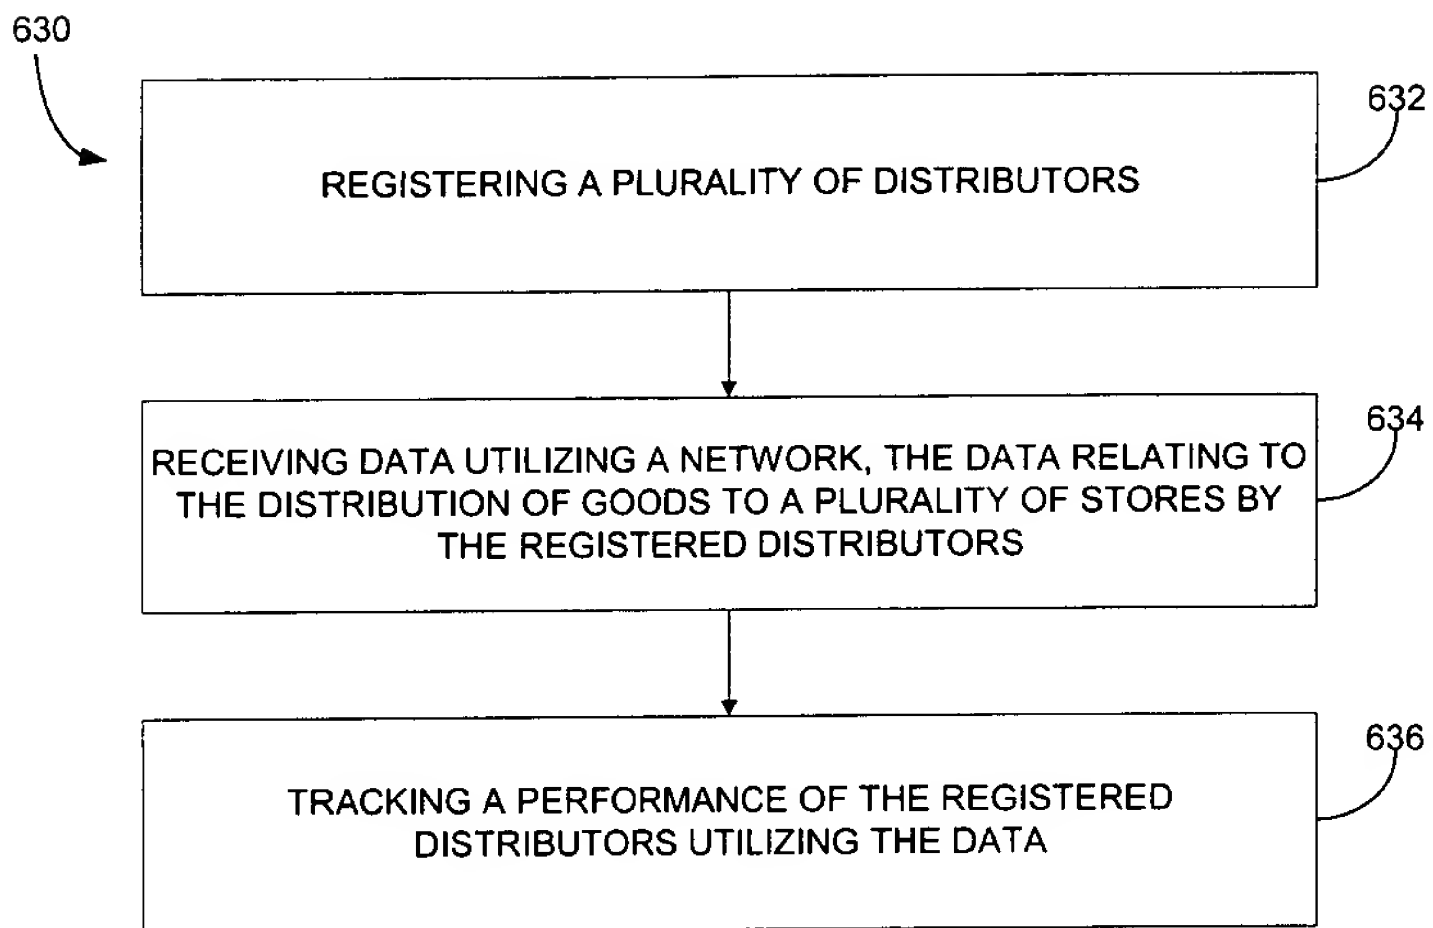 630
632
REGISTERING A PLURALITY OF DISTRIBUTORS
634
RECEIVING DATA UTILIZING A NETWORK, THE DATA RELATING TO
THE DISTRIBUTION OF GOODS TO A PLURALITY OF STORES BY
THE REGISTERED DISTRIBUTORS
636
TRACKING A PERFORMANCE OF THE REGISTERED
DISTRIBUTORS UTILIZING THE DATA